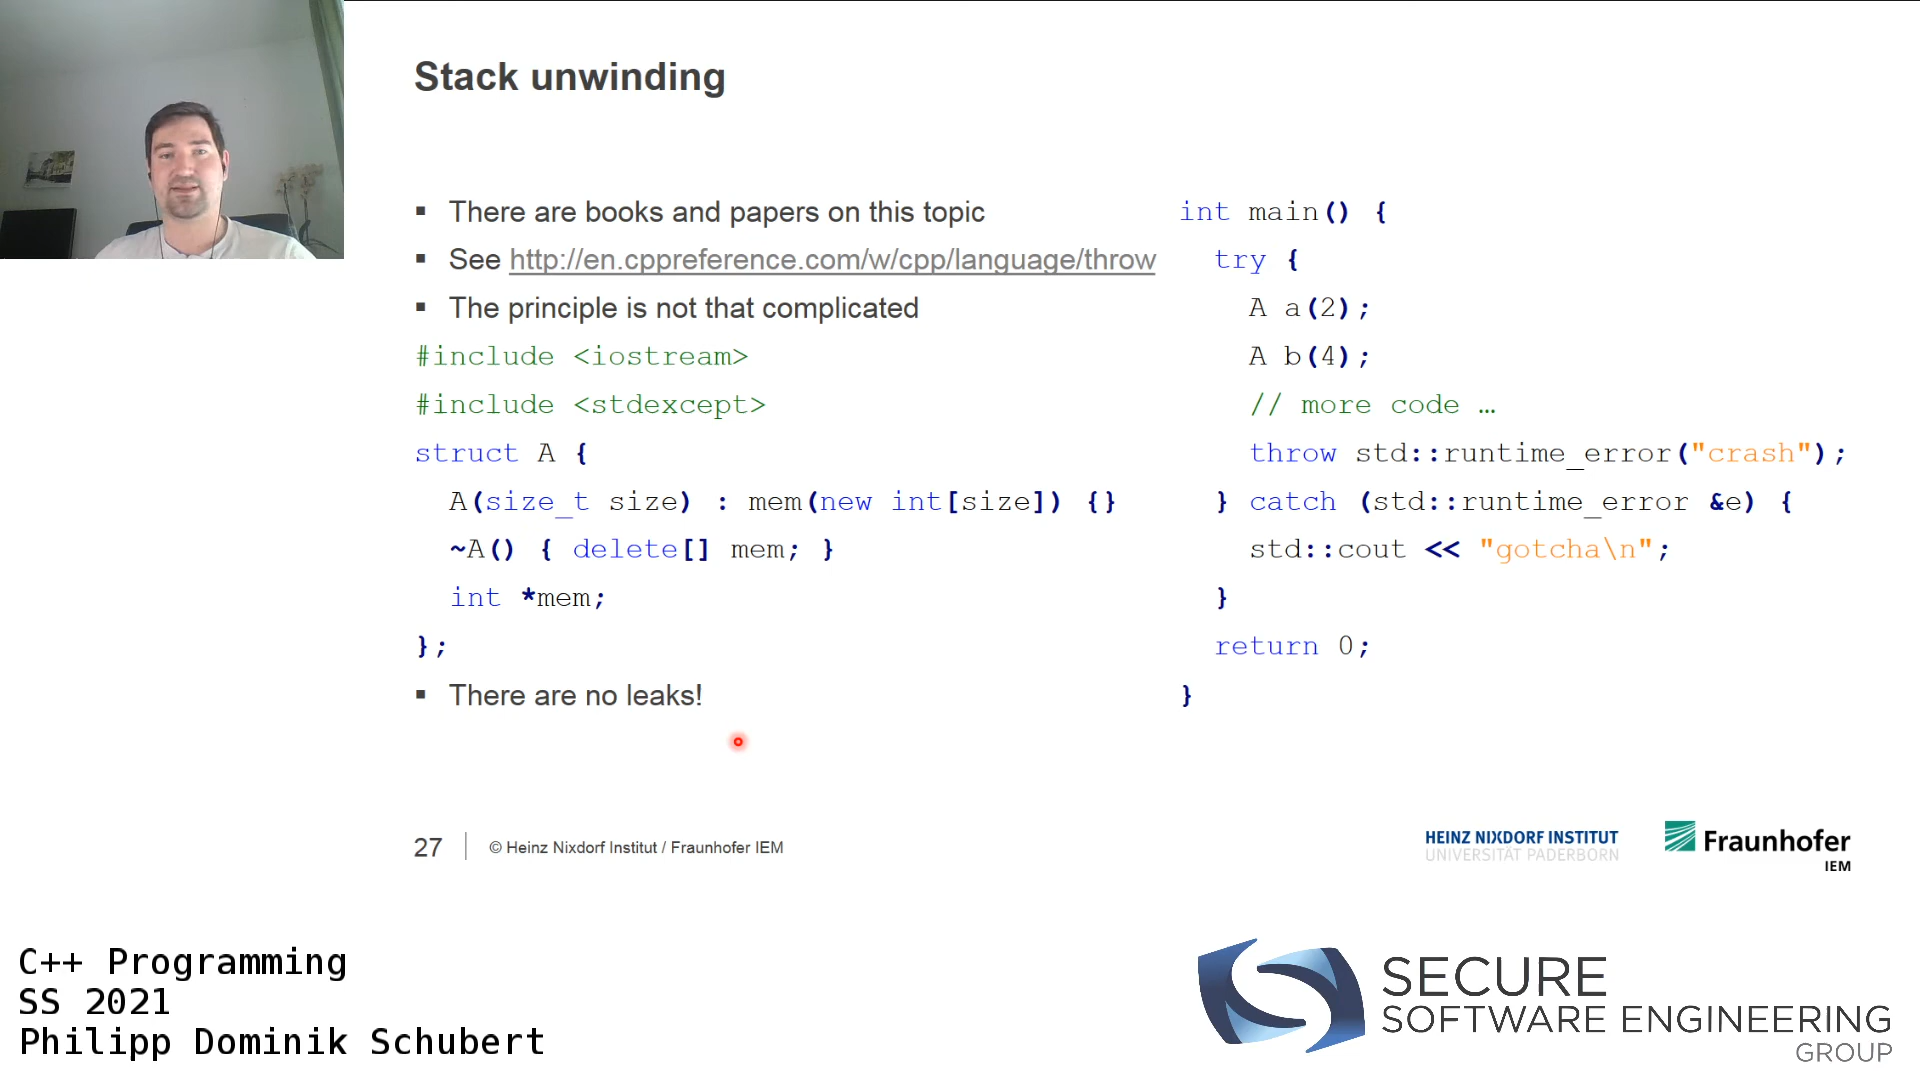 Stack unwinding
▪ There are books and papers on this topic
▪ See http://en.cppreference.com/w/cpp/language/throw
▪ The principle is not that complicated
#include <iostream>
#include <stdexcept>
struct A {
  A(size_t size) : mem(new int[size]) {}
  ~A() { delete[] mem; }
  int *mem;
};
▪ There are no leaks!
int main() {
  try {
    A a(2);
    A b(4);
    // more code …
    throw std::runtime_error("crash");
  } catch (std::runtime_error &e) {
    std::cout << "gotcha\n";
  }
  return 0;
}
27
© Heinz Nixdorf Institut / Fraunhofer IEM
HEINZ NIXDORF INSTITUT
UNIVERSITÄT PADERBORN
Fraunhofer
IEM
C++ Programming
SS 2021
Philipp Dominik Schubert
SECURE
SOFTWARE ENGINEERING
GROUP